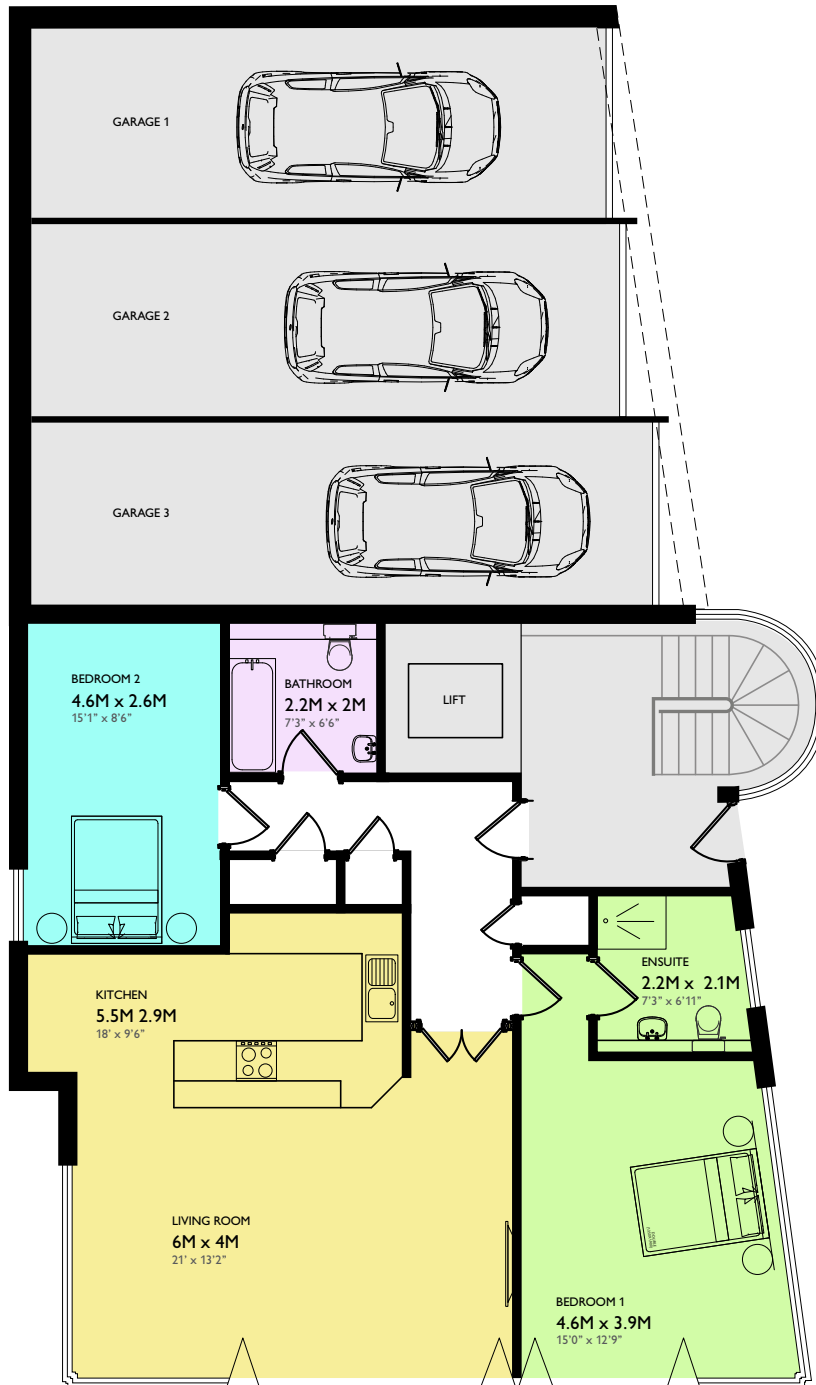 GARAGE 1
GARAGE 2
GARAGE 3
BEDROOM 2
4.6M x 2.6M
15'1" x 8'6"
BATHROOM
2.2M x 2M
7'3" x 6'6"
LIFT
ENSUITE
2.2M x 2.1M
7'3" x 6'11"
KITCHEN
5.5M 2.9M
18' x 9'6"
LIVING ROOM
6M x 4M
21' x 13'2"
BEDROOM 1
4.6M x 3.9M
15'0" x 12'9"